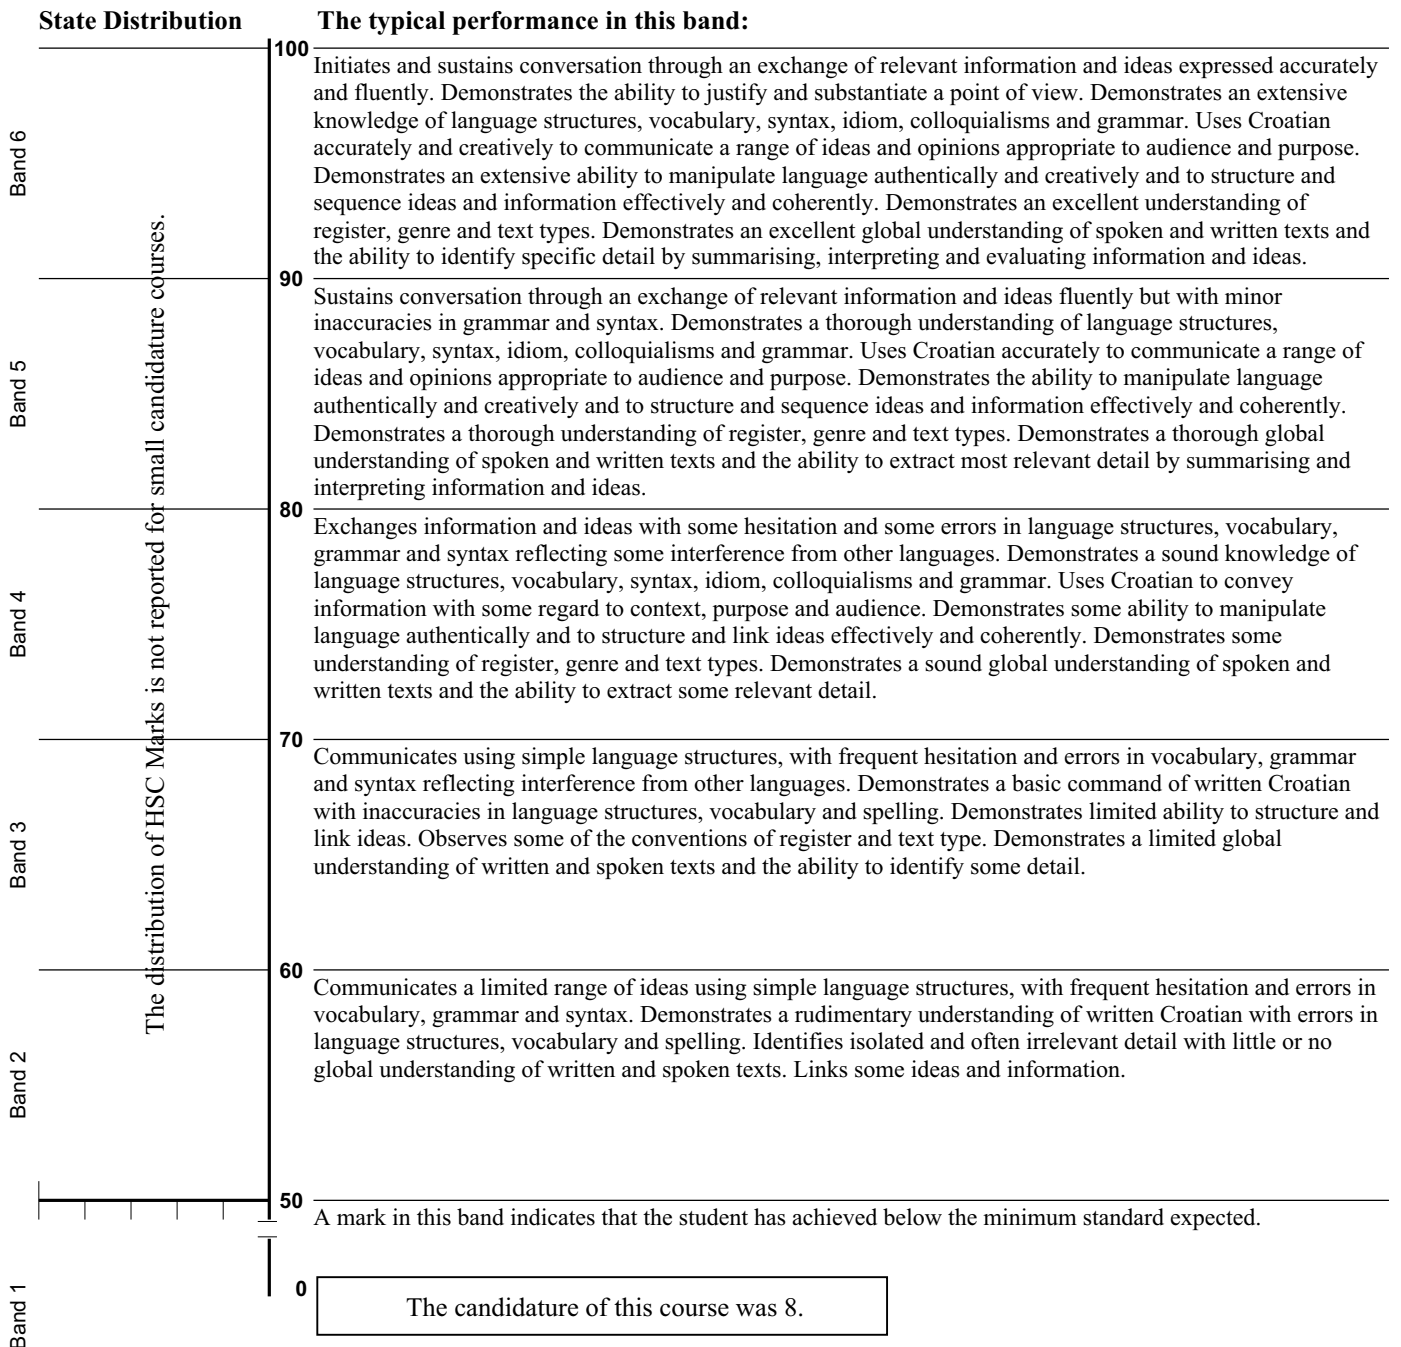 State Distribution
The typical performance in this band:
100
Initiates and sustains conversation through an exchange of relevant information and ideas expressed accurately
and fluently. Demonstrates the ability to justify and substantiate a point of view. Demonstrates an extensive
knowledge of language structures, vocabulary, syntax, idiom, colloquialisms and grammar. Uses Croatian
accurately and creatively to communicate a range of ideas and opinions appropriate to audience and purpose.
Demonstrates an extensive ability to manipulate language authentically and creatively and to structure and
sequence ideas and information effectively and coherently. Demonstrates an excellent understanding of
register, genre and text types. Demonstrates an excellent global understanding of spoken and written texts and
the ability to identify specific detail by summarising, interpreting and evaluating information and ideas.
Band 6
90
Sustains conversation through an exchange of relevant information and ideas fluently but with minor
inaccuracies in grammar and syntax. Demonstrates a thorough understanding of language structures,
vocabulary, syntax, idiom, colloquialisms and grammar. Uses Croatian accurately to communicate a range of
ideas and opinions appropriate to audience and purpose. Demonstrates the ability to manipulate language
authentically and creatively and to structure and sequence ideas and information effectively and coherently.
Demonstrates a thorough understanding of register, genre and text types. Demonstrates a thorough global
understanding of spoken and written texts and the ability to extract most relevant detail by summarising and
interpreting information and ideas.
Band 5
80
Exchanges information and ideas with some hesitation and some errors in language structures, vocabulary,
grammar and syntax reflecting some interference from other languages. Demonstrates a sound knowledge of
language structures, vocabulary, syntax, idiom, colloquialisms and grammar. Uses Croatian to convey
information with some regard to context, purpose and audience. Demonstrates some ability to manipulate
language authentically and to structure and link ideas effectively and coherently. Demonstrates some
understanding of register, genre and text types. Demonstrates a sound global understanding of spoken and
written texts and the ability to extract some relevant detail.
Band 4
The distribution of HSC Marks is not reported for small candidature courses.
70
Communicates using simple language structures, with frequent hesitation and errors in vocabulary, grammar
and syntax reflecting interference from other languages. Demonstrates a basic command of written Croatian
with inaccuracies in language structures, vocabulary and spelling. Demonstrates limited ability to structure and
link ideas. Observes some of the conventions of register and text type. Demonstrates a limited global
understanding of written and spoken texts and the ability to identify some detail.
Band 3
60
Communicates a limited range of ideas using simple language structures, with frequent hesitation and errors in
vocabulary, grammar and syntax. Demonstrates a rudimentary understanding of written Croatian with errors in
language structures, vocabulary and spelling. Identifies isolated and often irrelevant detail with little or no
global understanding of written and spoken texts. Links some ideas and information.
Band 2
50
A mark in this band indicates that the student has achieved below the minimum standard expected.
0
Band 1
The candidature of this course was 8.